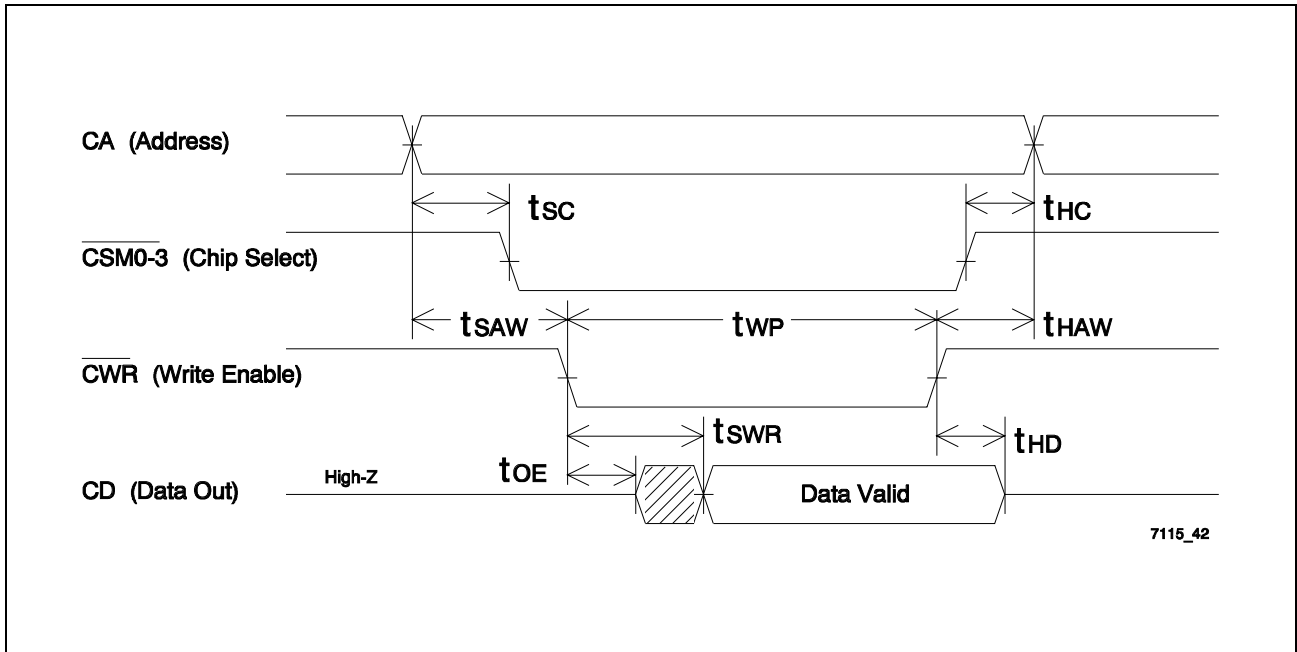 CA (Address)
tSC
tHC
CSM0-3 (Chip Select)
tSAW
tWP
tHAW
CWR (Write Enable)
tSWR
tHD
tOE
CD (Data Out)
High-Z
Data Valid
7115_42